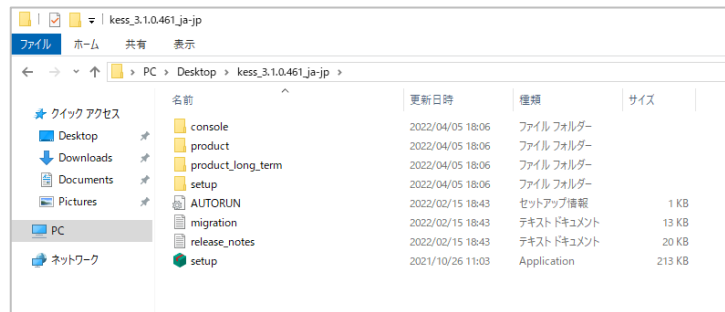 kess_3.1.0.461_ja-jp
ファイル ホーム 共有 表示
PC > Desktop > kess_3.1.0.461_ja-jp >
名前 更新日時 種類 サイズ
クイック アクセス
Desktop
Downloads
Documents
Pictures
PC
ネットワーク
console 2022/04/05 18:06 ファイル フォルダー
product 2022/04/05 18:06 ファイル フォルダー
product_long_term 2022/04/05 18:06 ファイル フォルダー
setup 2022/04/05 18:06 ファイル フォルダー
AUTORUN 2022/02/15 18:43 セットアップ情報 1 KB
migration 2022/02/15 18:43 テキスト ドキュメント 13 KB
release_notes 2022/02/15 18:43 テキスト ドキュメント 20 KB
setup 2021/10/26 11:03 Application 213 KB